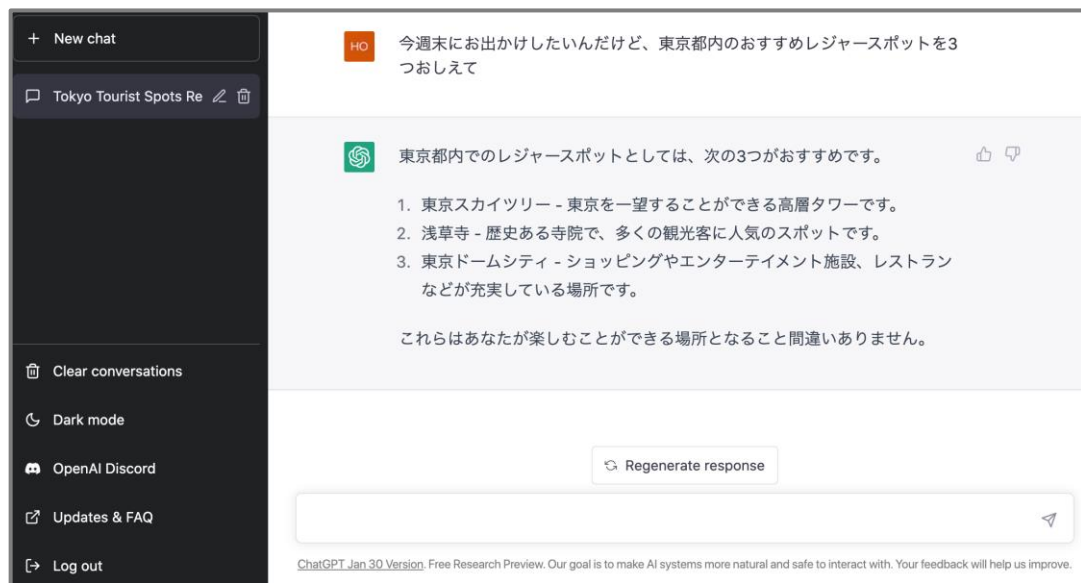 + New chat
Tokyo Tourist Spots Re
Clear conversations
Dark mode
OpenAI Discord
Updates & FAQ
Log out
HO
今週末にお出かけしたいんだけど、東京都内のおすすめレジャースポットを3
つおしえて
東京都内でのレジャースポットとしては、次の3つがおすすめです。
1. 東京スカイツリー - 東京を一望することができる高層タワーです。
2. 浅草寺 - 歴史ある寺院で、多くの観光客に人気のスポットです。
3. 東京ドームシティ - ショッピングやエンターテイメント施設、レストラン
などが充実している場所です。
これらはあなたが楽しむことができる場所となること間違いありません。
Regenerate response
ChatGPT Jan 30 Version. Free Research Preview. Our goal is to make AI systems more natural and safe to interact with. Your feedback will help us improve.